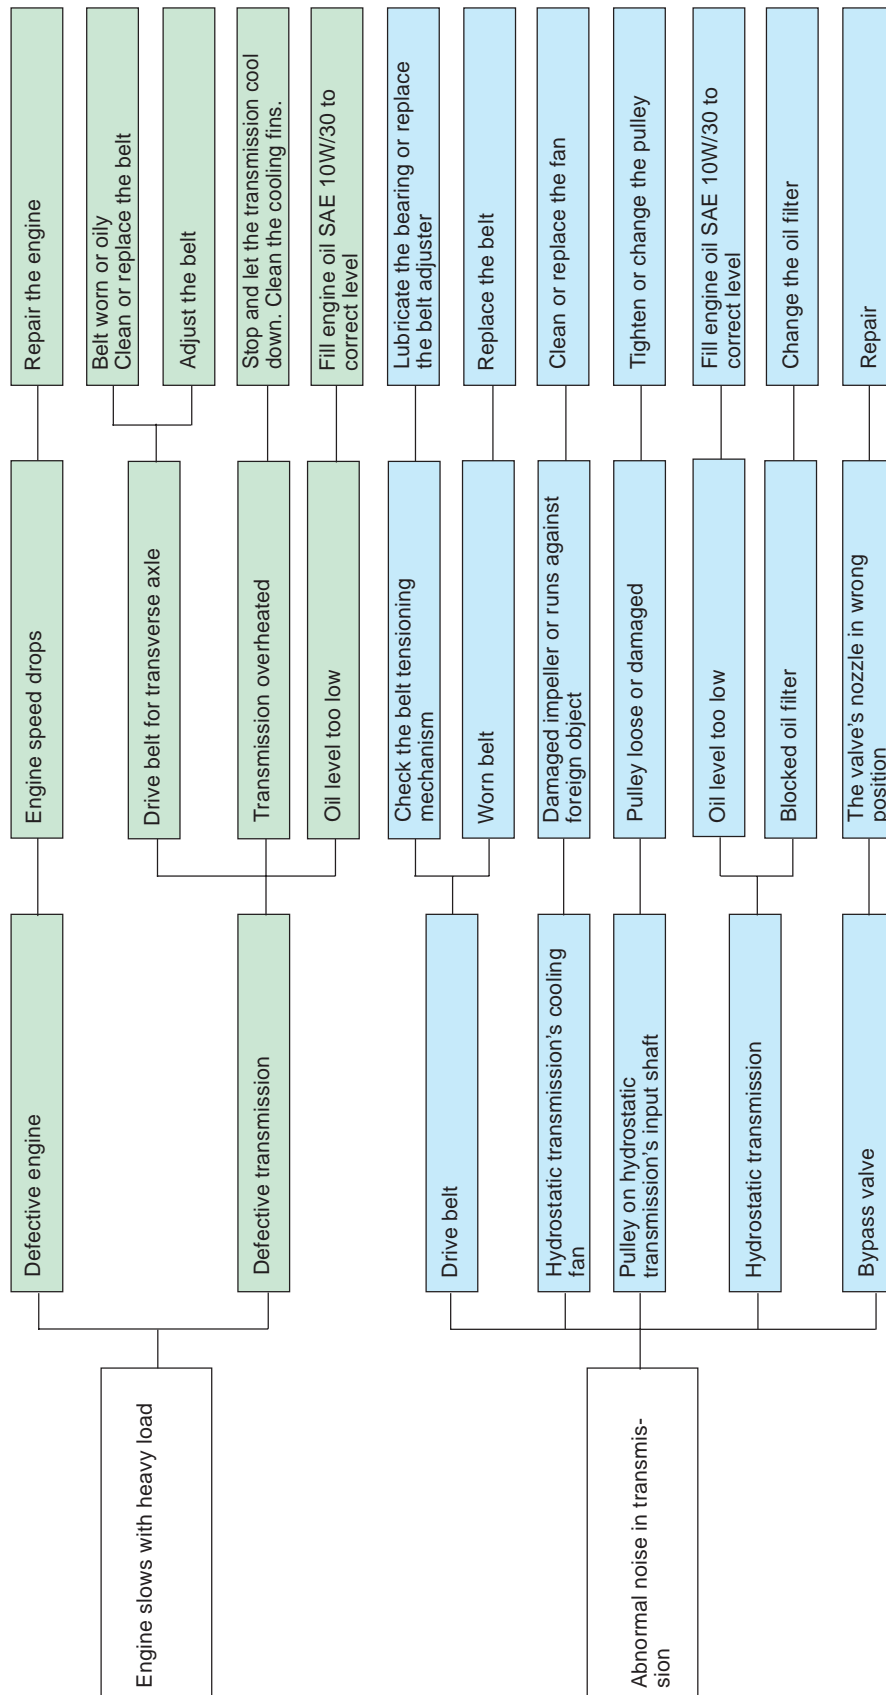 Engine slows with heavy load
Defective engine
Engine speed drops
Repair the engine
Defective transmission
Drive belt for transverse axle
Belt worn or oily
Clean or replace the belt
Adjust the belt
Transmission overheated
Stop and let the transmission cool
down. Clean the cooling fins.
Oil level too low
Fill engine oil SAE 10W/30 to
correct level
Abnormal noise in transmis-
sion
Drive belt
Check the belt tensioning
mechanism
Lubricate the bearing or replace
the belt adjuster
Worn belt
Replace the belt
Hydrostatic transmission's cooling
fan
Damaged impeller or runs against
foreign object
Clean or replace the fan
Pulley on hydrostatic
transmission's input shaft
Pulley loose or damaged
Tighten or change the pulley
Hydrostatic transmission
Oil level too low
Fill engine oil SAE 10W/30 to
correct level
Blocked oil filter
Change the oil filter
Bypass valve
The valve's nozzle in wrong
position
Repair